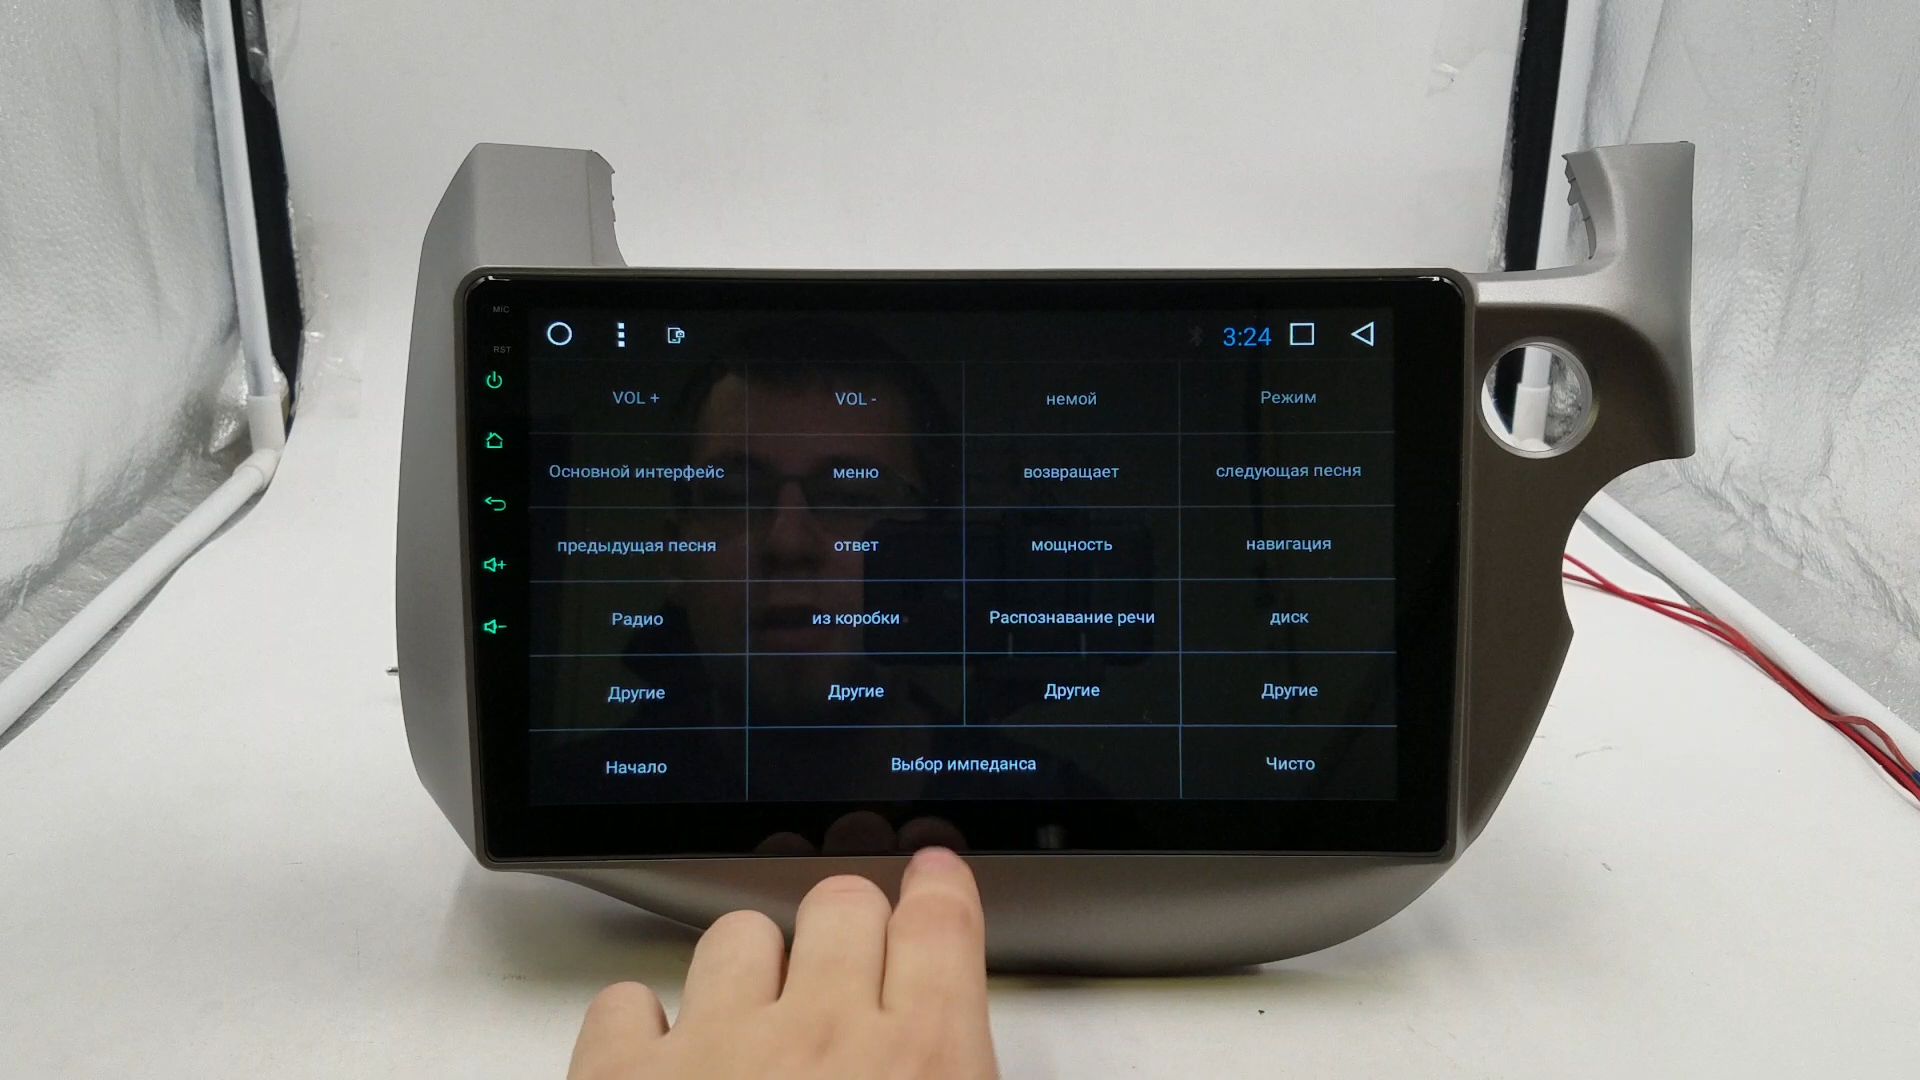 MIC
3:24
RST
VOL +
VOL -
немой
Режим
Основной интерфейс
меню
возвращает
следующая песня
предыдущая песня
ответ
мощность
навигация
Радио
из коробки
Распознавание речи
диск
Другие
Другие
Другие
Другие
Начало
Выбор импеданса
Чисто